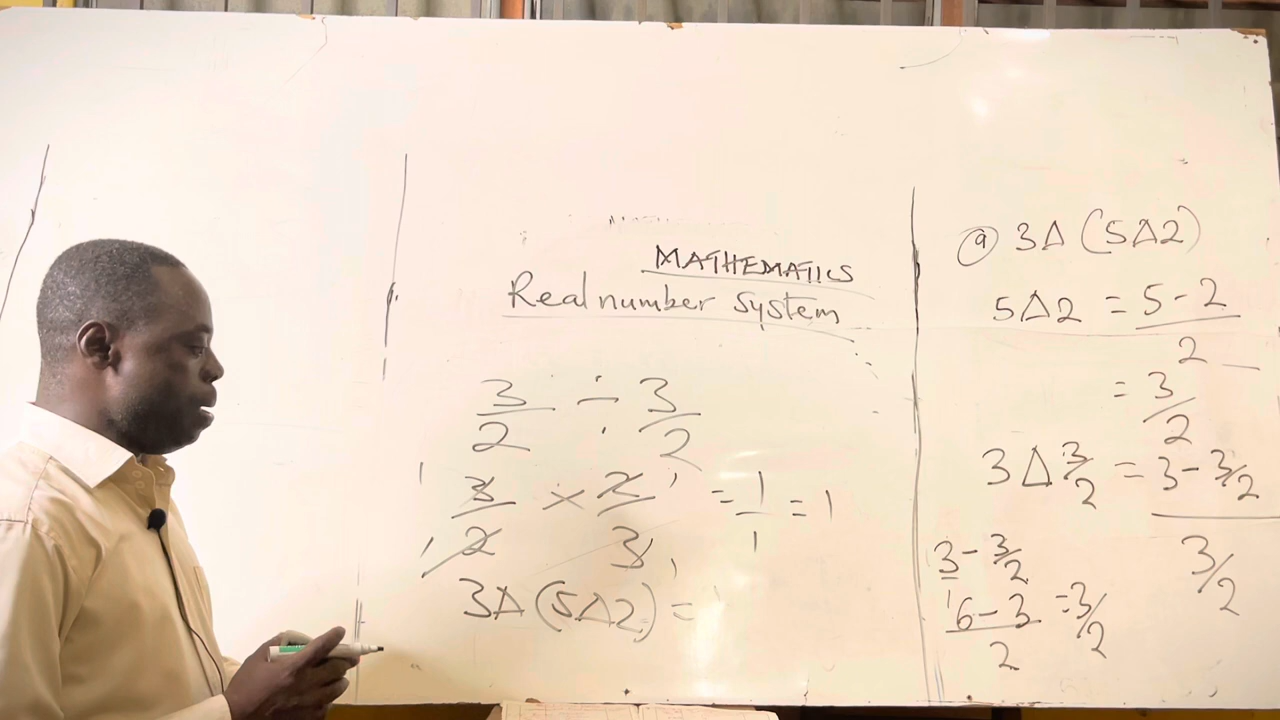 MATHEMATICS
Real number system
3/2 ÷ 3/2
3/2 × 2/3 = 1/1 = 1
3Δ(5Δ2) =
(a) 3Δ(5Δ2)
5Δ2 = 5-2/2
= 3/2
3Δ3/2 = 3-3/2 / 3/2
3/1 - 3/2
6-3/2 = 3/2